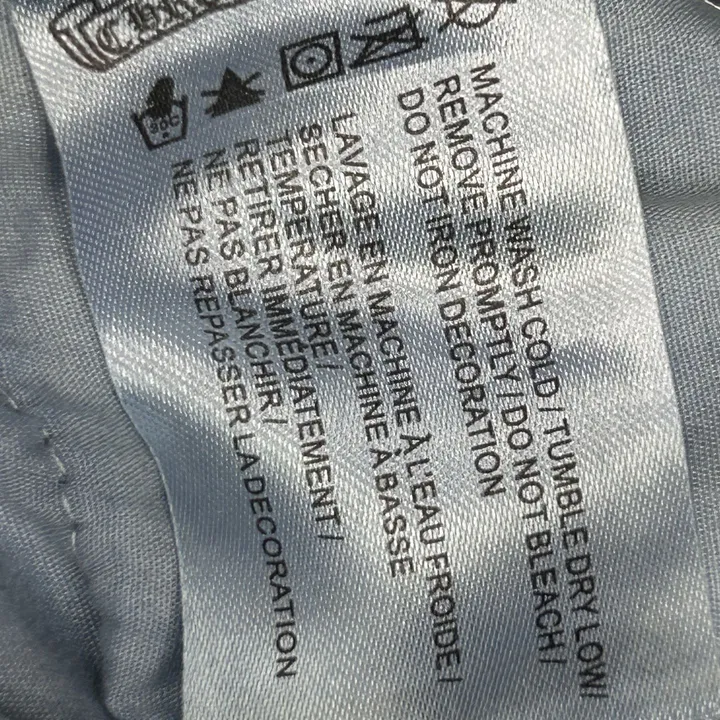 MACHINE WASH COLD / TUMBLE DRY LOW/
REMOVE PROMPTLY / DO NOT BLEACH /
DO NOT IRON DECORATION
LAVAGE EN MACHINE À L'EAU FROIDE /
SECHER EN MACHINE À BASSE
TEMPERATURE /
RETIRER IMMÉDIATEMENT /
NE PAS BLANCHIR /
NE PAS REPASSER LA DECORATION